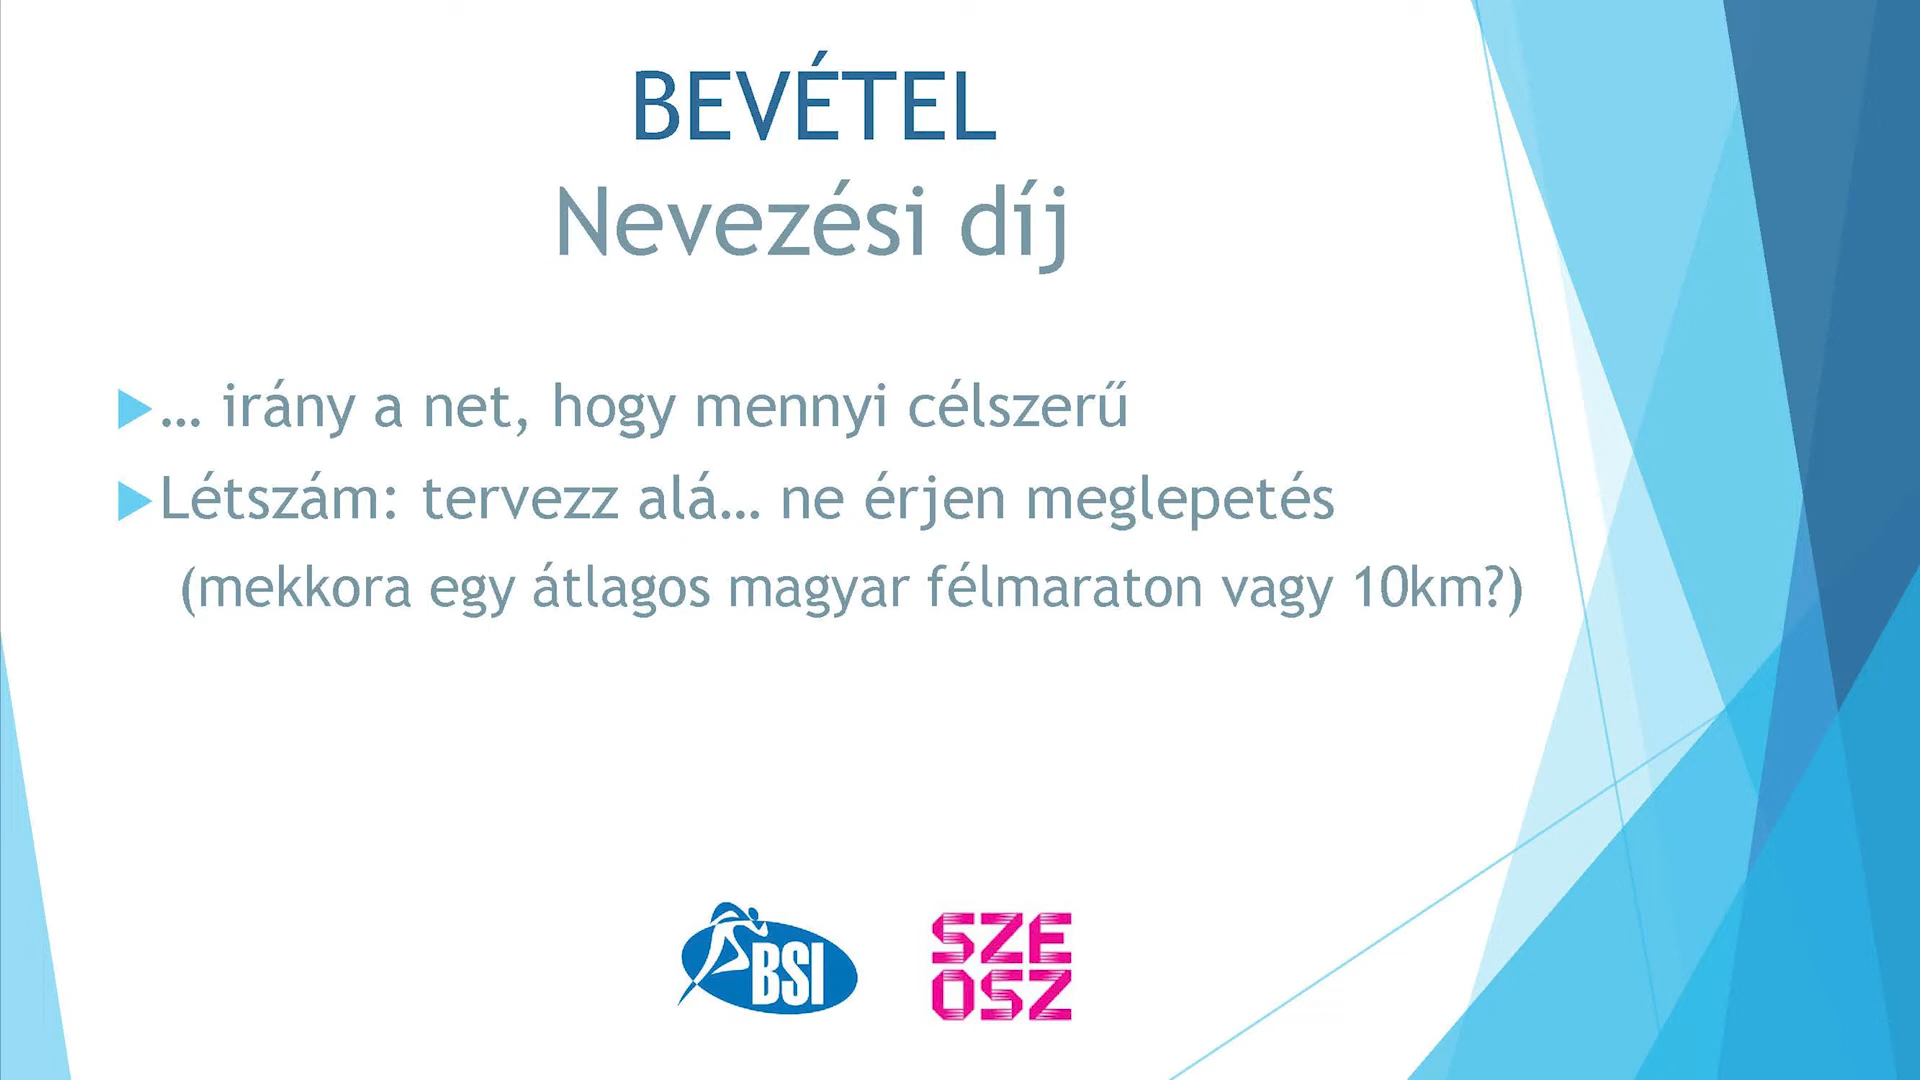 BEVÉTEL
Nevezési díj
… irány a net, hogy mennyi célszerű
Létszám: tervezz alá… ne érjen meglepetés
(mekkora egy átlagos magyar félmaraton vagy 10km?)
BSI
SZE
OSZ